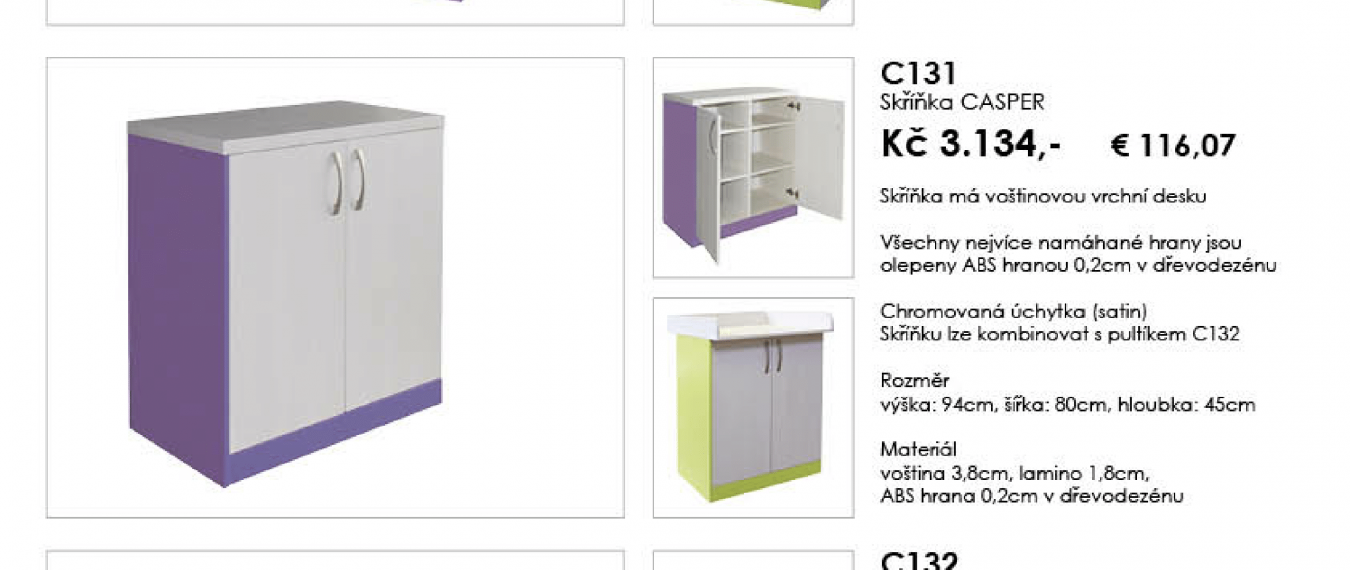 C131
Skříňka CASPER
Kč 3.134,- € 116,07
Skříňka má voštinovou vrchní desku
Všechny nejvíce namáhané hrany jsou
olepeny ABS hranou 0,2cm v dřevodezénu
Chromovaná úchytka (satin)
Skříňku lze kombinovat s pultíkem C132
Rozměr
výška: 94cm, šířka: 80cm, hloubka: 45cm
Materiál
voština 3,8cm, lamino 1,8cm,
ABS hrana 0,2cm v dřevodezénu
C132